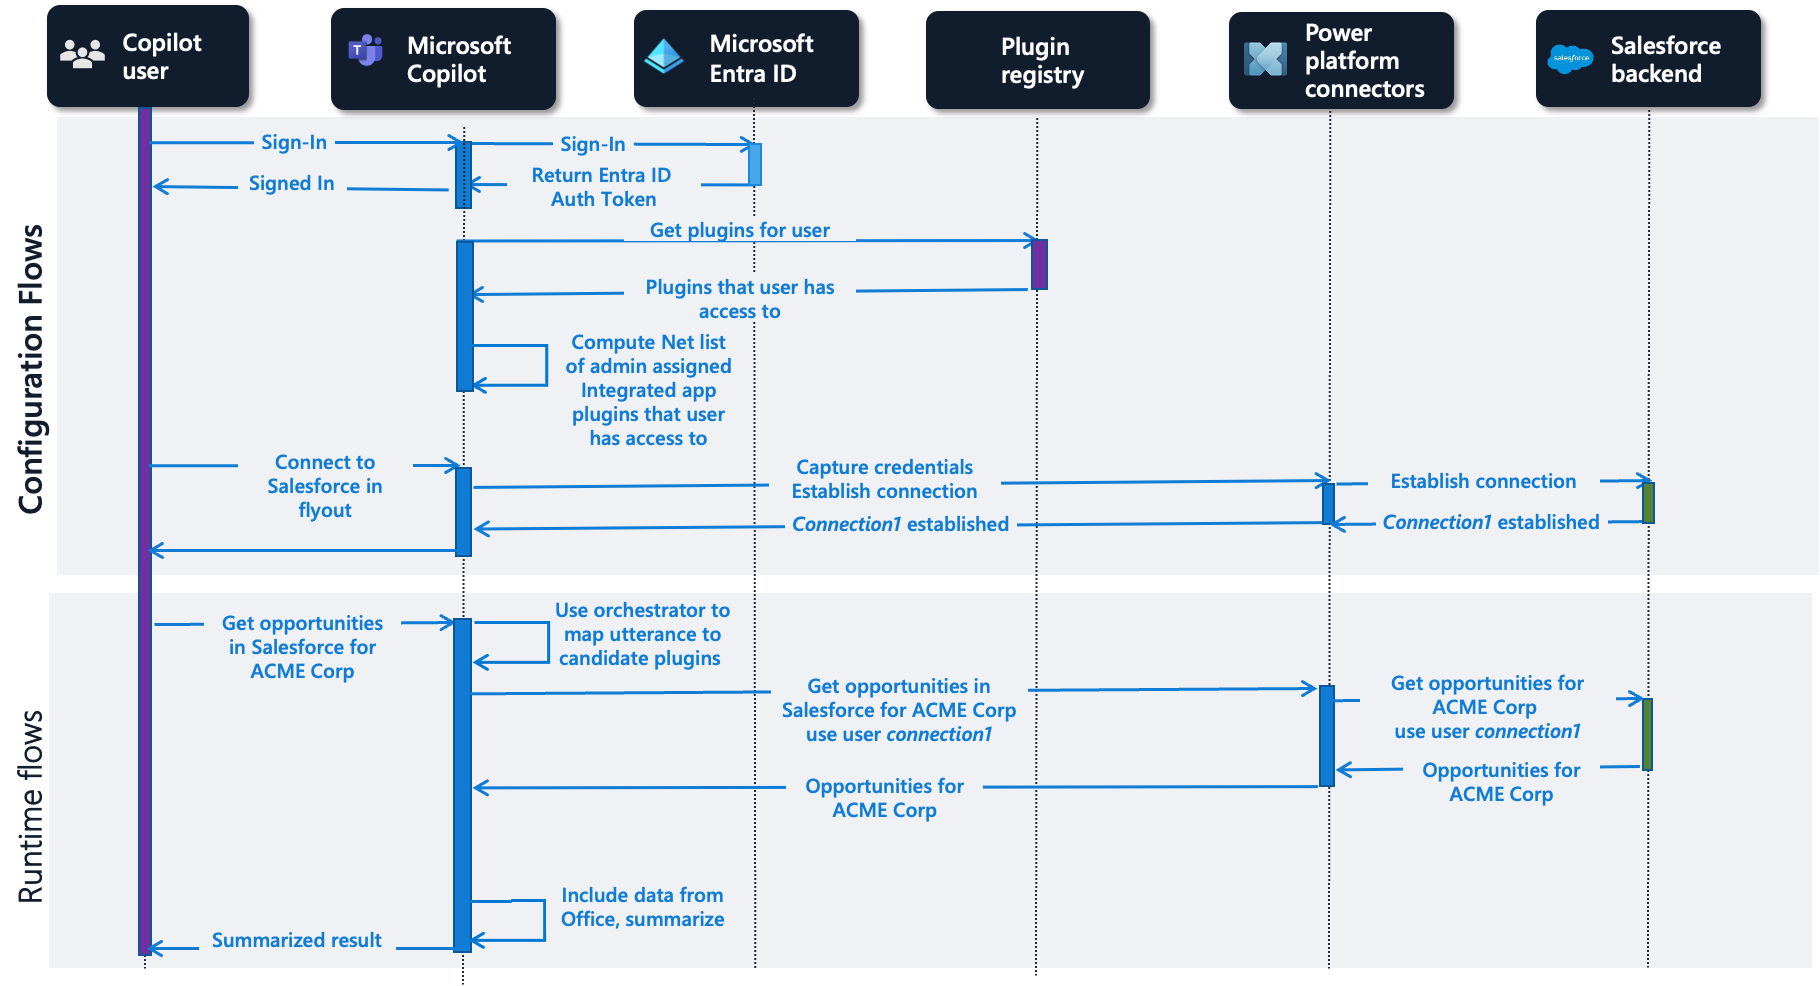 Copilot
user
Microsoft
Copilot
T
Microsoft
Entra ID
Plugin
registry
Power
platform
connectors
salesforce
Salesforce
backend
Configuration Flows
Sign-In
Sign-In
Signed In
Return Entra ID
Auth Token
Get plugins for user
Plugins that user has
access to
Compute Net list
of admin assigned
Integrated app
plugins that user
has access to
Connect to
Salesforce in
flyout
Capture credentials
Establish connection
Establish connection
Connection1 established
Connection1 established
Runtime flows
Get opportunities
in Salesforce for
ACME Corp
Use orchestrator to
map utterance to
candidate plugins
Get opportunities in
Salesforce for ACME Corp
use user connection1
Get opportunities for
ACME Corp
use user connection1
Opportunities for
ACME Corp
Opportunities for
ACME Corp
Include data from
Office, summarize
Summarized result